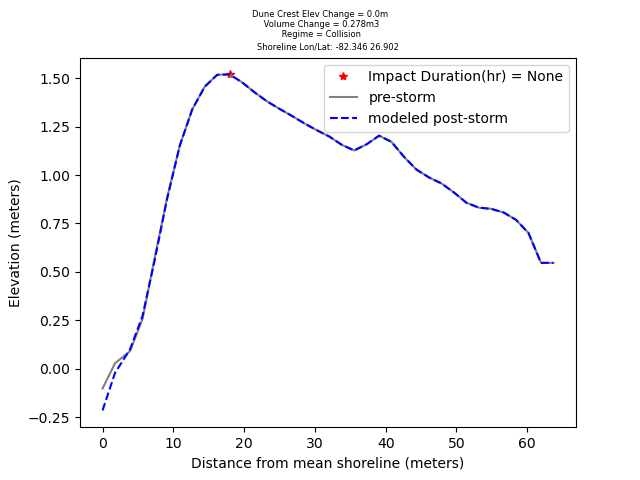 Dune Crest Elev Change = 0.0m
Volume Change = 0.278m3
Regime = Collision
Shoreline Lon/Lat: -82.346 26.902
Impact Duration(hr) = None
pre-storm
modeled post-storm
1.50
1.25
1.00
0.75
0.50
0.25
0.00
−0.25
Elevation (meters)
0 10 20 30 40 50 60
Distance from mean shoreline (meters)